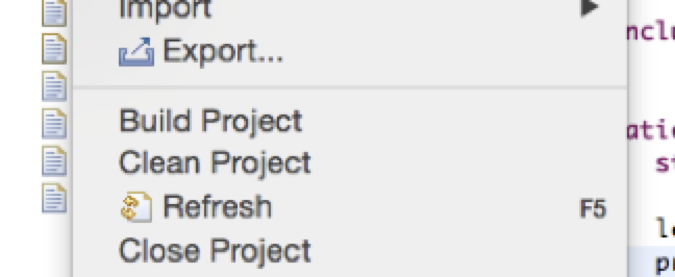 Import
Export...
Build Project
Clean Project
Refresh F5
Close Project